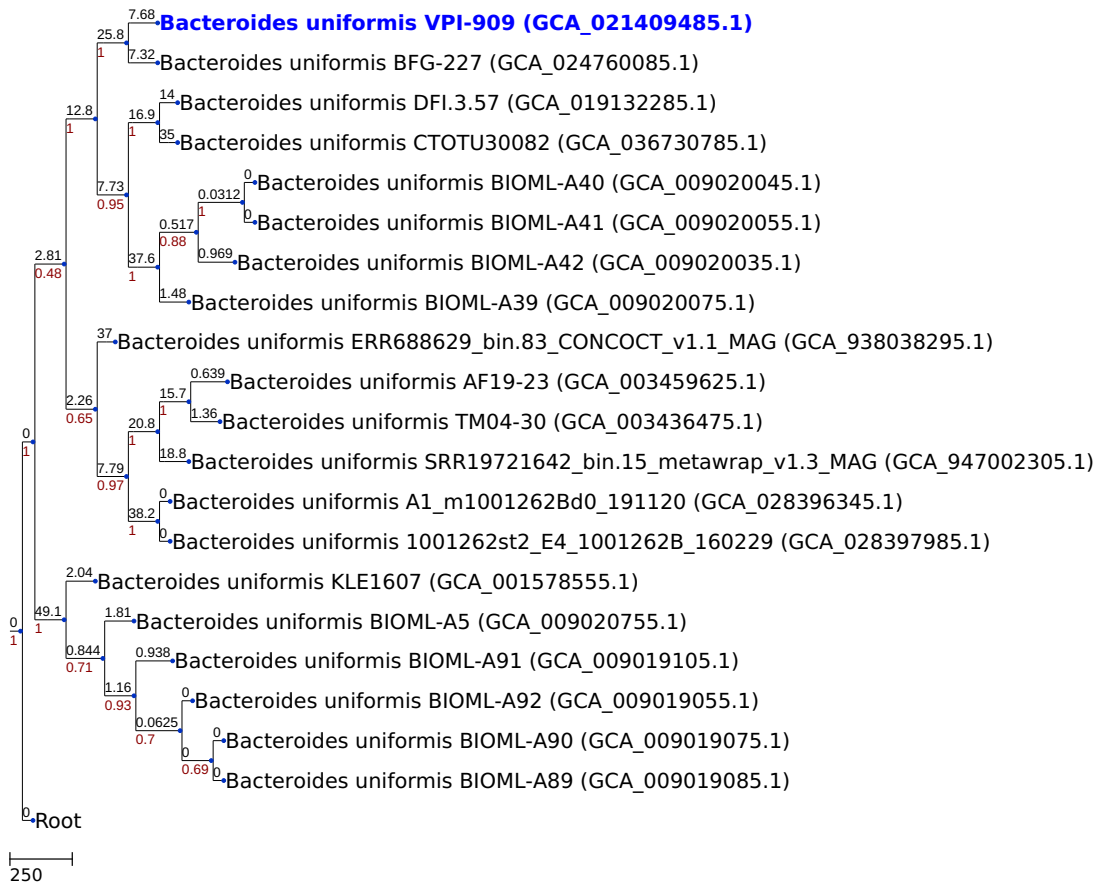 7.68
Bacteroides uniformis VPI-909 (GCA_021409485.1)
25.8
1
7.32
Bacteroides uniformis BFG-227 (GCA_024760085.1)
14
Bacteroides uniformis DFI.3.57 (GCA_019132285.1)
12.8
1
16.9
1
35
Bacteroides uniformis CTOTU30082 (GCA_036730785.1)
0
Bacteroides uniformis BIOML-A40 (GCA_009020045.1)
7.73
0.95
0.0312
1
0
Bacteroides uniformis BIOML-A41 (GCA_009020055.1)
0.517
0.88
0.969
Bacteroides uniformis BIOML-A42 (GCA_009020035.1)
2.81
0.48
37.6
1
1.48
Bacteroides uniformis BIOML-A39 (GCA_009020075.1)
37
Bacteroides uniformis ERR688629_bin.83_CONCOCT_v1.1_MAG (GCA_938038295.1)
0.639
Bacteroides uniformis AF19-23 (GCA_003459625.1)
2.26
0.65
15.7
1
1.36
Bacteroides uniformis TM04-30 (GCA_003436475.1)
0
1
20.8
1
18.8
Bacteroides uniformis SRR19721642_bin.15_metawrap_v1.3_MAG (GCA_947002305.1)
7.79
0.97
0
Bacteroides uniformis A1_m1001262Bd0_191120 (GCA_028396345.1)
38.2
1
0
Bacteroides uniformis 1001262st2_E4_1001262B_160229 (GCA_028397985.1)
2.04
Bacteroides uniformis KLE1607 (GCA_001578555.1)
0
1
49.1
1
1.81
Bacteroides uniformis BIOML-A5 (GCA_009020755.1)
0.844
0.71
0.938
Bacteroides uniformis BIOML-A91 (GCA_009019105.1)
1.16
0.93
0
Bacteroides uniformis BIOML-A92 (GCA_009019055.1)
0.0625
0.7
0
Bacteroides uniformis BIOML-A90 (GCA_009019075.1)
0
0.69
0
Bacteroides uniformis BIOML-A89 (GCA_009019085.1)
0
Root
250